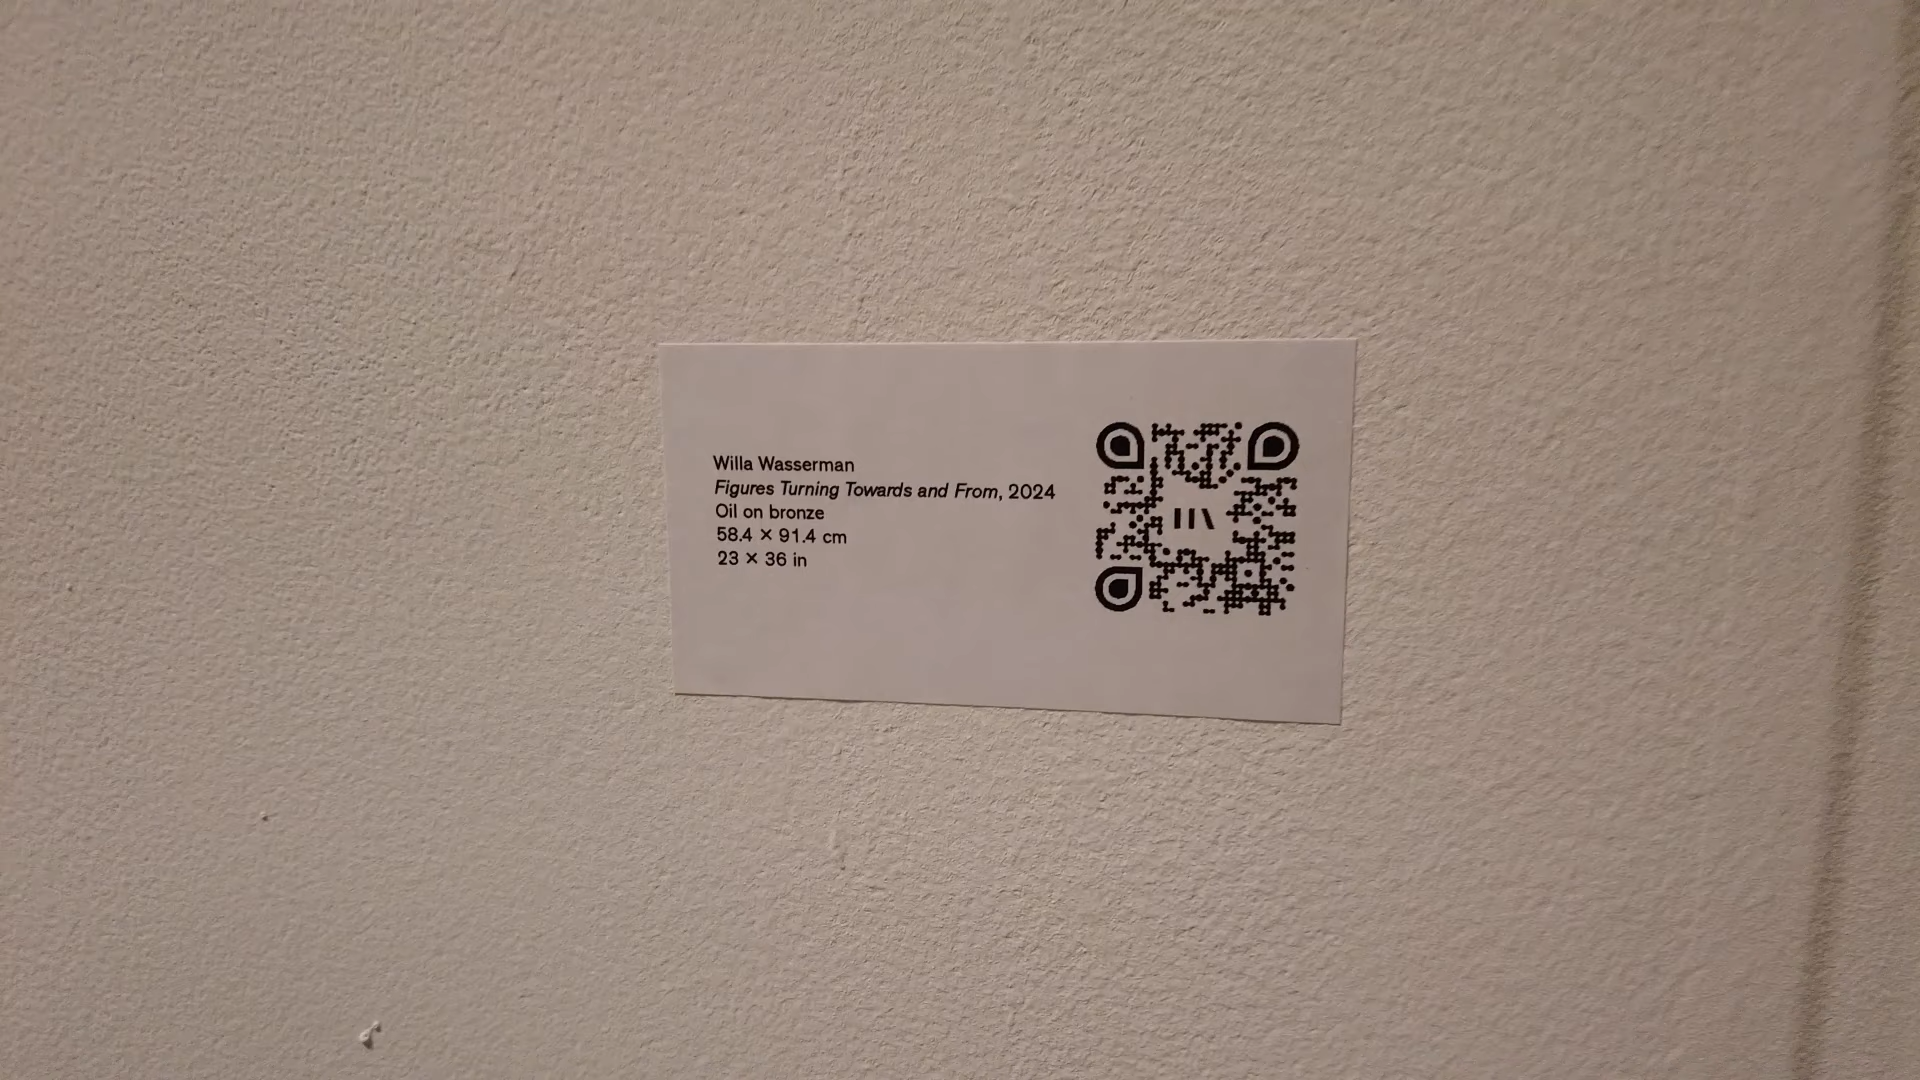 Willa Wasserman
Figures Turning Towards and From, 2024
Oil on bronze
58.4 × 91.4 cm
23 × 36 in